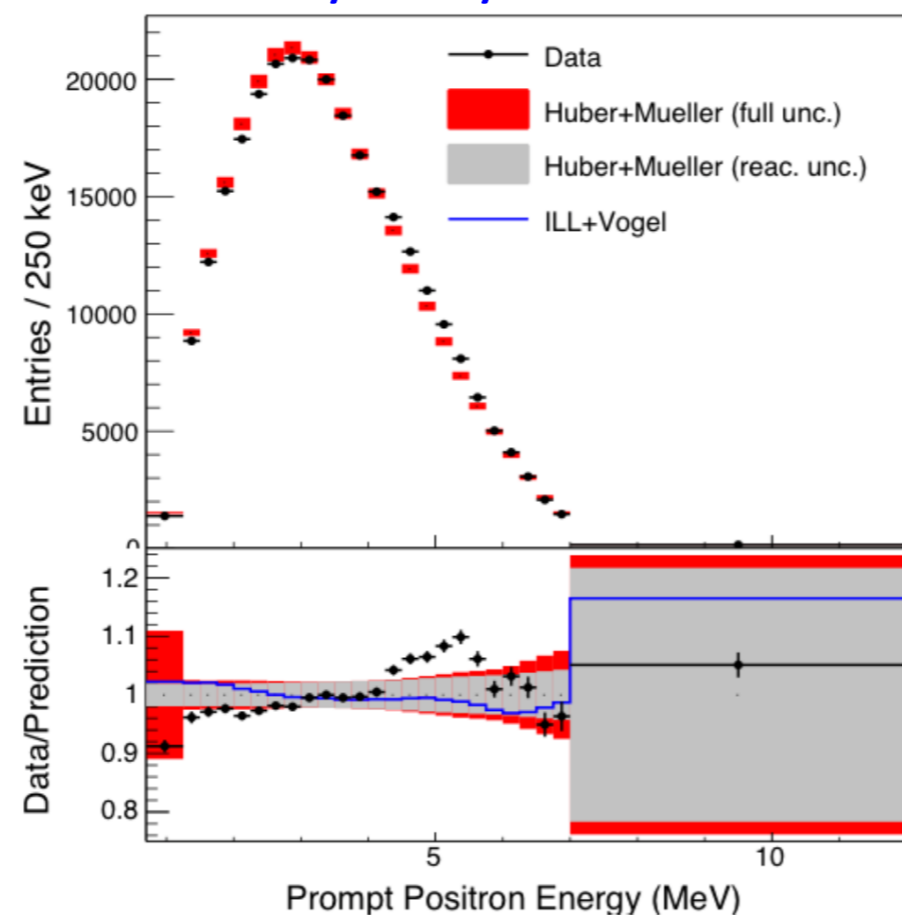 20000
15000
10000
5000
0
Entries / 250 keV
Data
Huber+Mueller (full unc.)
Huber+Mueller (reac. unc.)
ILL+Vogel
1.2
1.1
1
0.9
0.8
Data/Prediction
5
10
Prompt Positron Energy (MeV)